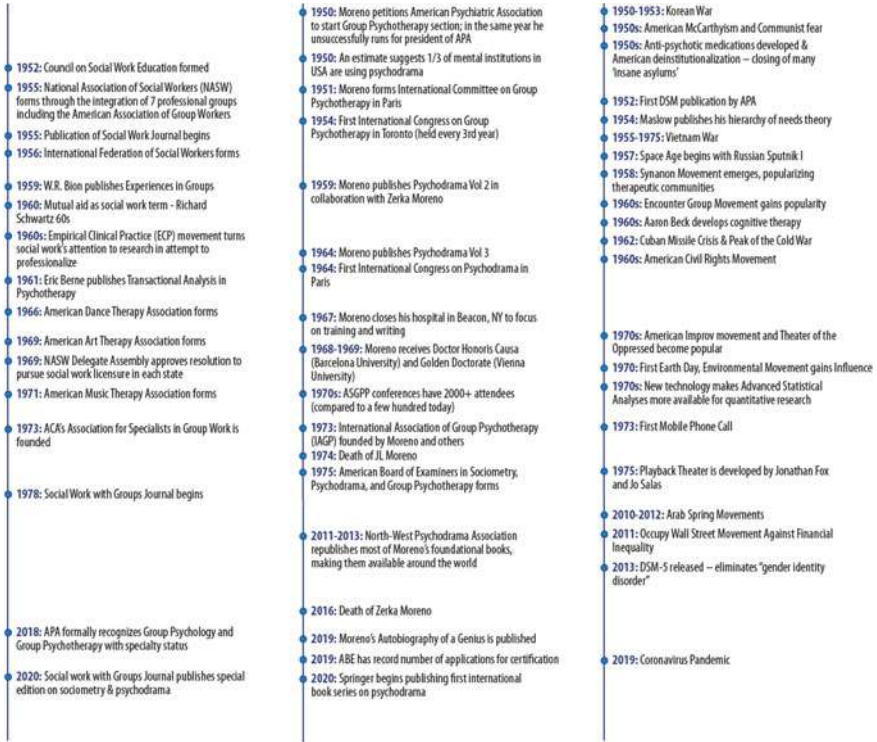 1952: Council on Social Work Education formed
1955: National Association of Social Workers (NASW)
forms through the integration of 7 professional groups
including the American Association of Group Workers
1955: Publication of Social Work Journal begins
1956: International Federation of Social Workers forms
1959: W.R. Bion publishes Experiences in Groups
1960: Mutual aid as social work term - Richard
Schwartz 60s
1960s: Empirical Clinical Practice (ECP) movement turns
social work's attention to research in attempt to
professionalize
1961: Eric Berne publishes Transactional Analysis in
Psychotherapy
1966: American Dance Therapy Association forms
1969: American Art Therapy Association forms
1969: NASW Delegate Assembly approves resolution to
pursue social work licensure in each state
1971: American Music Therapy Association forms
1973: ACA's Association for Specialists in Group Work is
founded
1978: Social Work with Groups Journal begins
2018: APA formally recognizes Group Psychology and
Group Psychotherapy with specialty status
2020: Social work with Groups Journal publishes special
edition on sociometry & psychodrama
1950: Moreno petitions American Psychiatric Association
to start Group Psychotherapy section; in the same year he
unsuccessfully runs for president of APA
1950: An estimate suggests 1/3 of mental institutions in
USA are using psychodrama
1951: Moreno forms International Committee on Group
Psychotherapy in Paris
1954: First International Congress on Group
Psychotherapy in Toronto (held every 3rd year)
1959: Moreno publishes Psychodrama Vol 2 in
collaboration with Zerka Moreno
1964: Moreno publishes Psychodrama Vol 3
1964: First International Congress on Psychodrama in
Paris
1967: Moreno closes his hospital in Beacon, NY to focus
on training and writing
1968-1969: Moreno receives Doctor Honoris Causa
(Barcelona University) and Golden Doctorate (Vienna
University)
1970s: ASGPP conferences have 2000+ attendees
(compared to a few hundred today)
1973: International Association of Group Psychotherapy
(IAGP) founded by Moreno and others
1974: Death of JL Moreno
1975: American Board of Examiners in Sociometry,
Psychodrama, and Group Psychotherapy forms
2011-2013: North-West Psychodrama Association
republishes most of Moreno's foundational books,
making them available around the world
2016: Death of Zerka Moreno
2019: Moreno's Autobiography of a Genius is published
2019: ABE has record number of applications for certification
2020: Springer begins publishing first international
book series on psychodrama
1950-1953: Korean War
1950s: American McCarthyism and Communist fear
1950s: Anti-psychotic medications developed &
American deinstitutionalization – closing of many
'insane asylums'
1952: First DSM publication by APA
1954: Maslow publishes his hierarchy of needs theory
1955-1975: Vietnam War
1957: Space Age begins with Russian Sputnik I
1958: Synanon Movement emerges, popularizing
therapeutic communities
1960s: Encounter Group Movement gains popularity
1960s: Aaron Beck develops cognitive therapy
1962: Cuban Missile Crisis & Peak of the Cold War
1960s: American Civil Rights Movement
1970s: American Improv movement and Theater of the
Oppressed become popular
1970: First Earth Day, Environmental Movement gains Influence
1970s: New technology makes Advanced Statistical
Analyses more available for quantitative research
1973: First Mobile Phone Call
1975: Playback Theater is developed by Jonathan Fox
and Jo Salas
2010-2012: Arab Spring Movements
2011: Occupy Wall Street Movement Against Financial
Inequality
2013: DSM-5 released – eliminates "gender identity
disorder"
2019: Coronavirus Pandemic